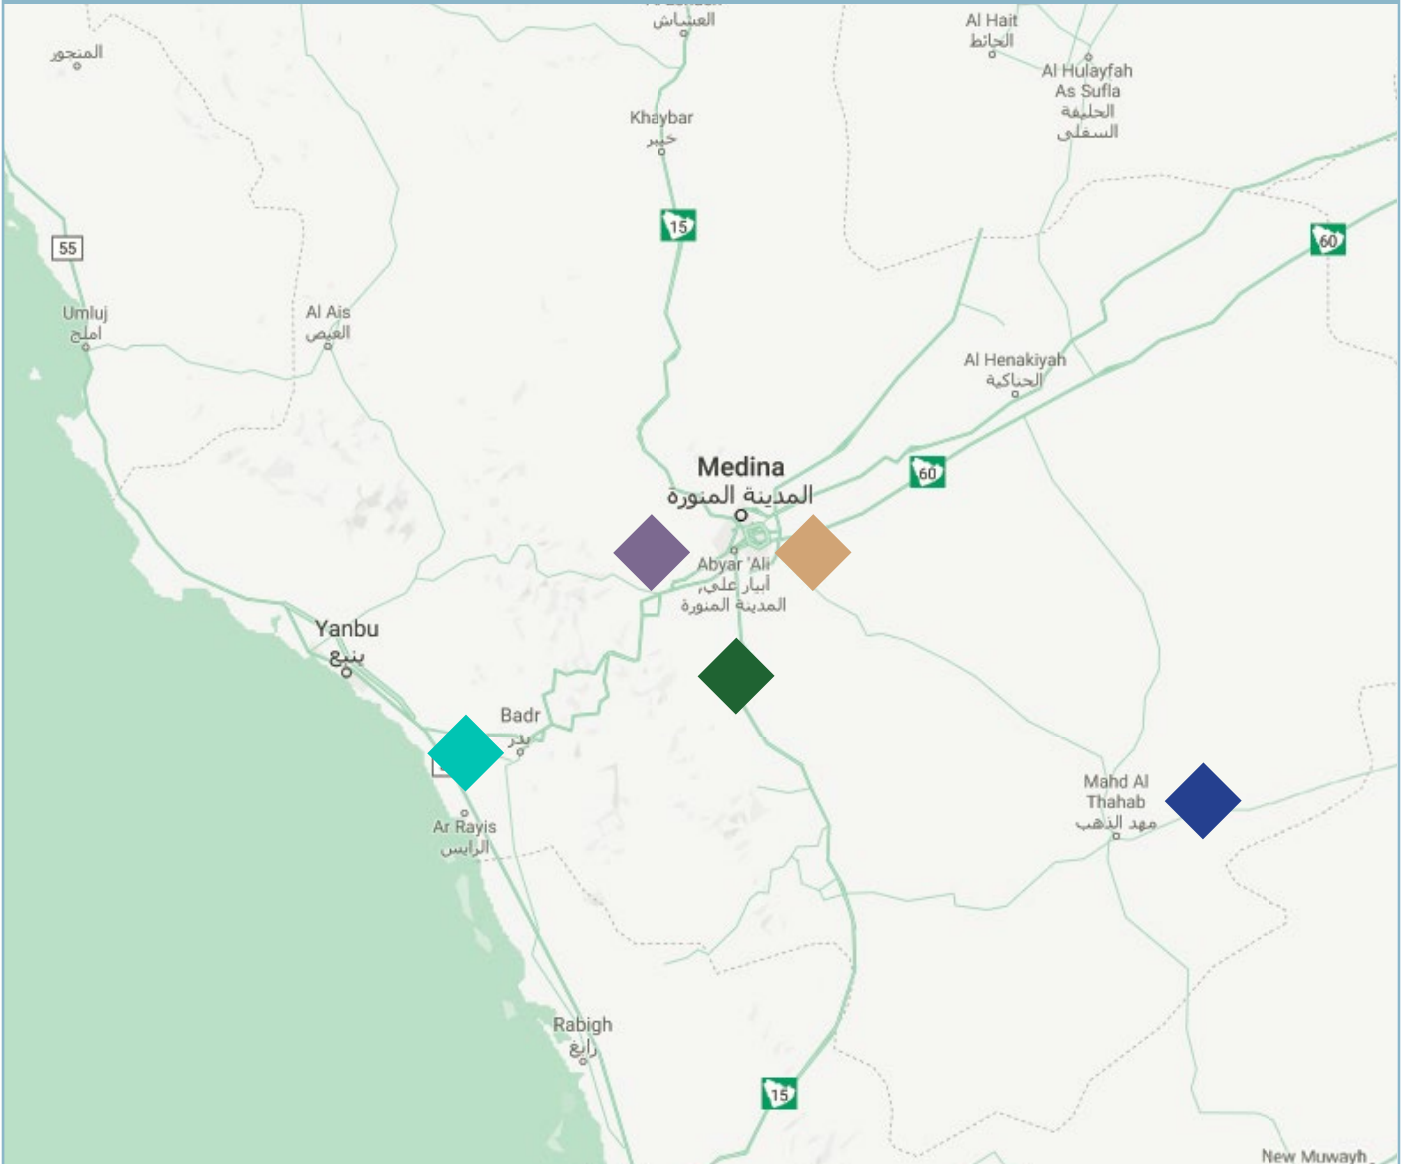 العشاش
Al Hait
الحائط
المنجور
Al Hulayfah
As Sufla
الحليفة
السفلى
Khaybar
خيبر
15
60
55
Umluj
املج
Al Ais
العيص
Al Henakiyah
الحناكية
Medina
المدينة المنورة
60
Abyar 'Ali
أبيار علي,
المدينة المنورة
Yanbu
ينبع
Badr
بدر
Mahd Al
Thahab
مهد الذهب
Ar Rayis
الرايس
Rabigh
رابغ
15
New Muwayh